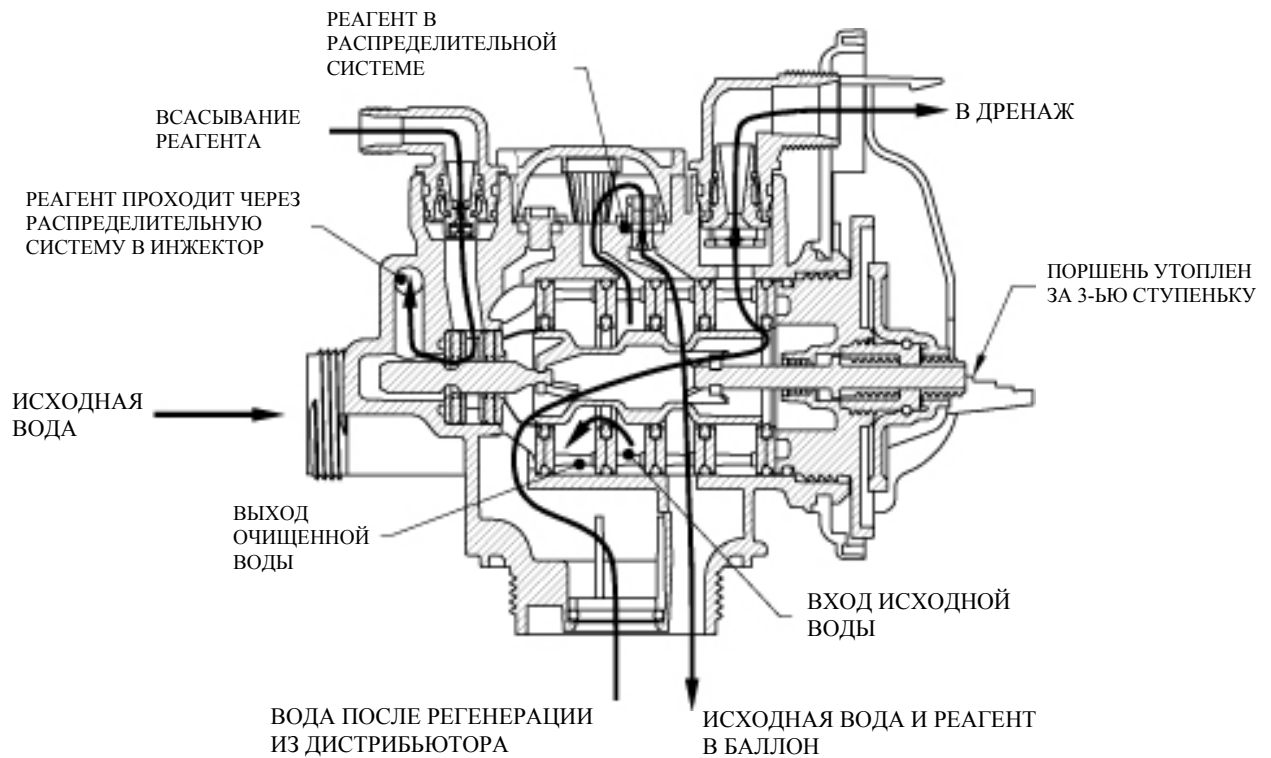 РЕАГЕНТ В
РАСПРЕДЕЛИТЕЛЬНОЙ
СИСТЕМЕ
ВСАСЫВАНИЕ
РЕАГЕНТА
В ДРЕНАЖ
РЕАГЕНТ ПРОХОДИТ ЧЕРЕЗ
РАСПРЕДЕЛИТЕЛЬНУЮ
СИСТЕМУ В ИНЖЕКТОР
ПОРШЕНЬ УТОПЛЕН
ЗА 3-ЬЮ СТУПЕНЬКУ
ИСХОДНАЯ
ВОДА
ВЫХОД
ОЧИЩЕННОЙ
ВОДЫ
ВХОД ИСХОДНОЙ
ВОДЫ
ВОДА ПОСЛЕ РЕГЕНЕРАЦИИ
ИЗ ДИСТРИБЬЮТОРА
ИСХОДНАЯ ВОДА И РЕАГЕНТ
В БАЛЛОН